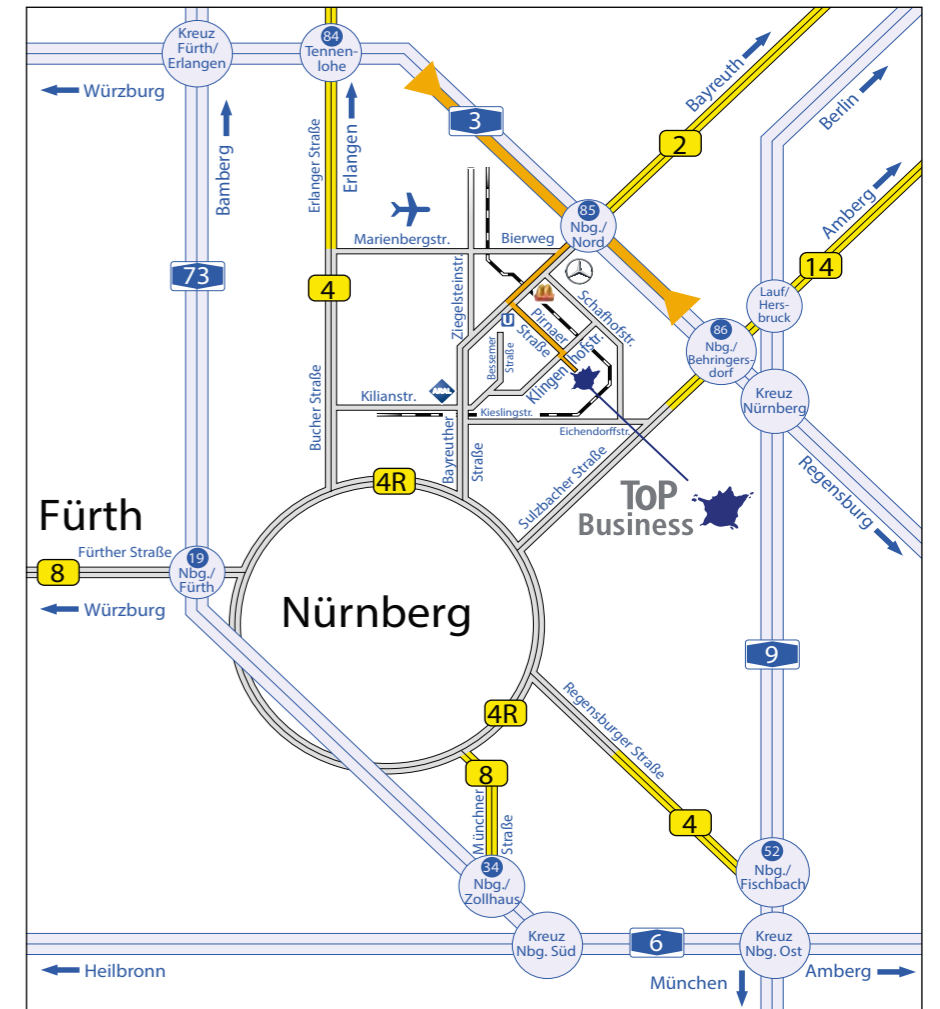 Kreuz
Fürth/
Erlangen
84
Tennen-
lohe
Würzburg
Bamberg
Erlanger Straße
Erlangen
3
Bayreuth
2
Berlin
Amberg
14
73
4
Marienbergstr.
Bierweg
85
Nbg./
Nord
Ziegelsteinstr.
Schafhofstr.
U
Pirnaer
Straße
Bessemer
Straße
Klingenhofstr.
Lauf/
Hers-
bruck
86
Nbg./
Behringers-
dorf
Kreuz
Nürnberg
Regensburg
Bucher Straße
Kilianstr.
ARAL
Kieslingstr.
Eichendorffstr.
Bayreuther
Straße
Sulzbacher Straße
4R
ToP
Business
Fürth
Fürther Straße
8
19
Nbg./
Fürth
Würzburg
Nürnberg
9
4R
Regensburger Straße
8
Münchner
Straße
4
34
Nbg./
Zollhaus
52
Nbg./
Fischbach
Kreuz
Nbg. Süd
6
Kreuz
Nbg. Ost
Heilbronn
München
Amberg